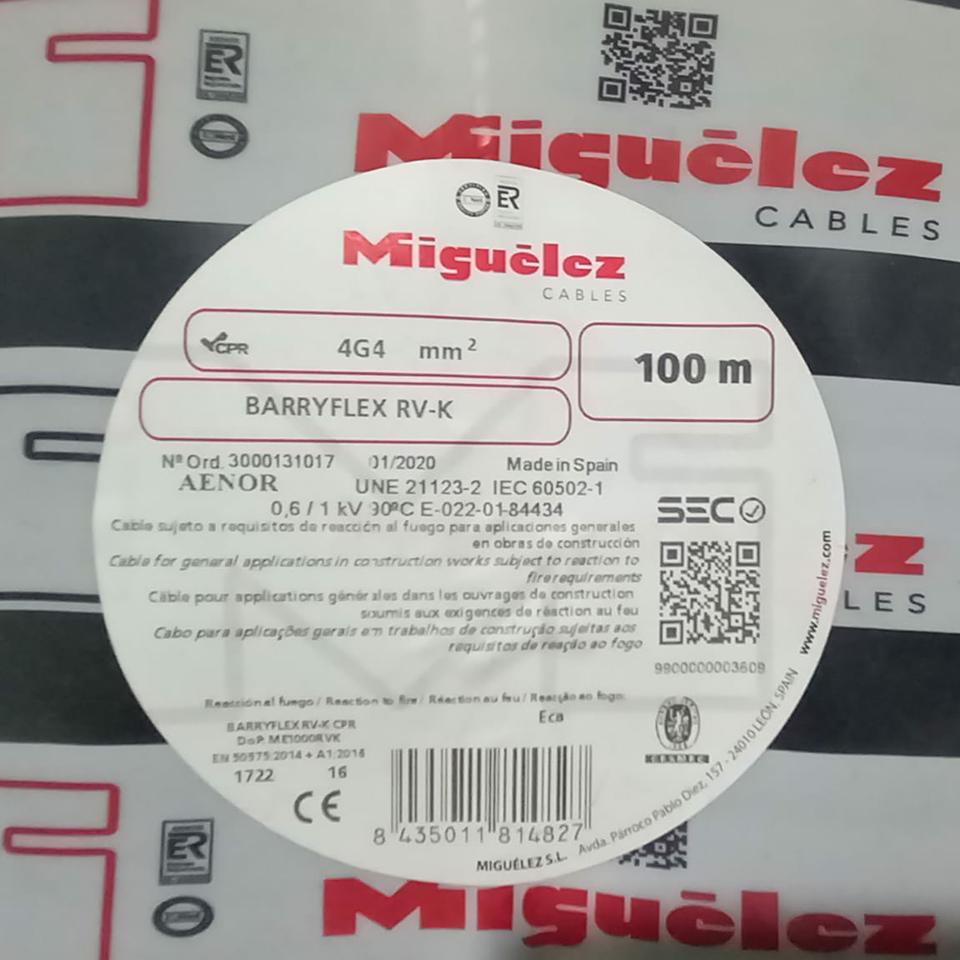 Miguélez
CABLES
ER
Miguélez
CABLES
CPR 4G4 mm²
100 m
BARRYFLEX RV-K
Nº Ord. 3000131017 01/2020 Made in Spain
AENOR UNE 21123-2 IEC 60502-1
0,6 / 1 kV 90ºC E-022-01-84434
SEC
Cable sujeto a requisitos de reacción al fuego para aplicaciones generales
en obras de construcción
Cable for general applications in construction works subject to reaction to
fire requirements
Câble pour applications générales dans les ouvrages de construction
soumis aux exigences de réaction au feu
Cabo para aplicações gerais em trabalhos de construção sujeitas aos
requisitos de reação ao fogo
9900000003609
Reacción al fuego / Reaction to fire / Réaction au feu / Reacção ao fogo:
Eca
BARRYFLEX RV-K CPR
DoP. ME1000RVK
EN 50575:2014 + A1:2016
1722 16
CE
8 435011 814827
MIGUÉLEZ S.L. Avda. Párroco Pablo Díez, 157 - 24010 LEÓN, SPAIN www.miguelez.com
Z
LES
ER
ER
Miguélez